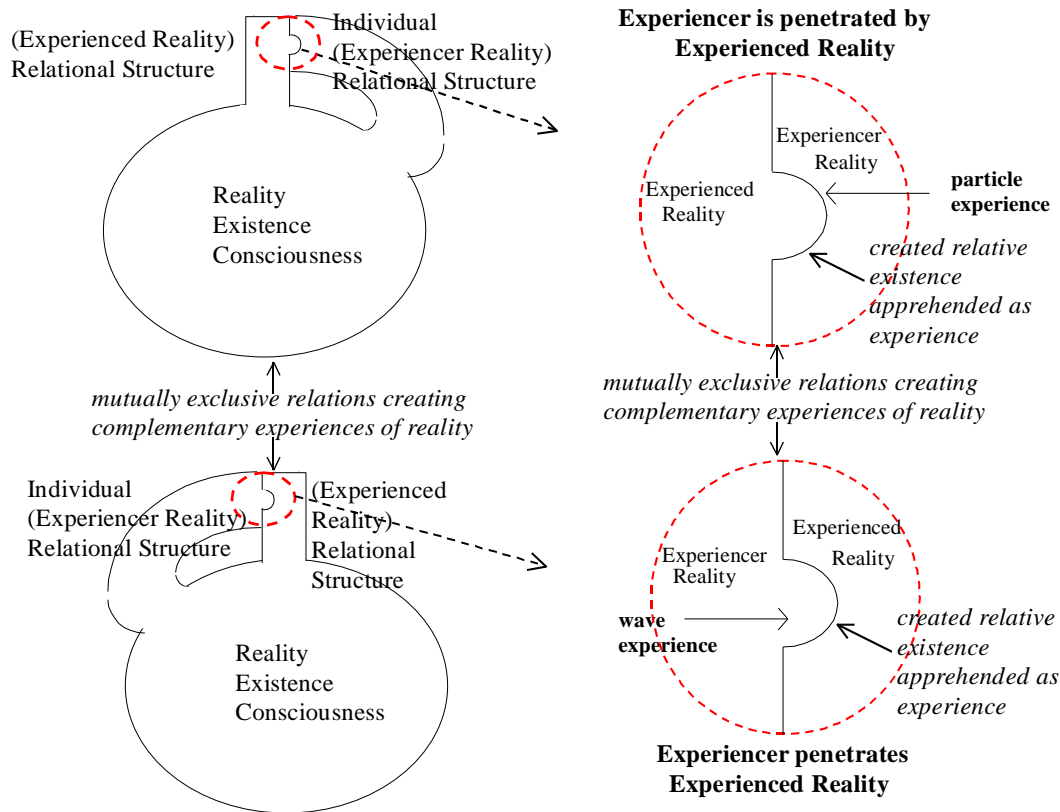 (Experienced Reality)
Relational Structure
Individual
(Experiencer Reality)
Relational Structure
Reality
Existence
Consciousness
Experiencer is penetrated by
Experienced Reality
Experiencer
Reality
Experienced
Reality
particle
experience
created relative
existence
apprehended as
experience
mutually exclusive relations creating
complementary experiences of reality
mutually exclusive relations creating
complementary experiences of reality
Individual
(Experiencer Reality)
Relational Structure
(Experienced
Reality)
Relational
Structure
Reality
Existence
Consciousness
Experiencer
Reality
Experienced
Reality
wave
experience
created relative
existence
apprehended as
experience
Experiencer penetrates
Experienced Reality